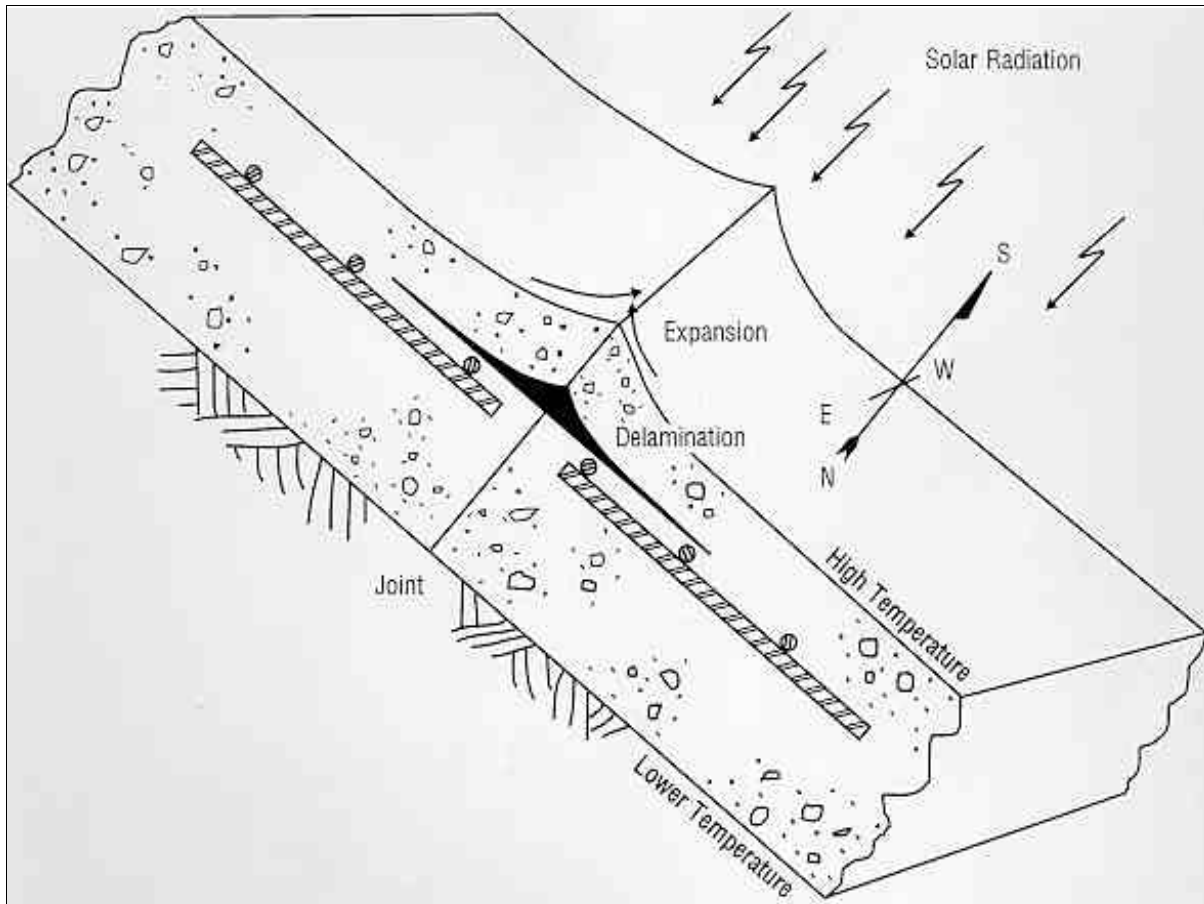 Solar Radiation
S
Expansion
W
E
Delamination
N
High Temperature
Joint
Lower Temperature